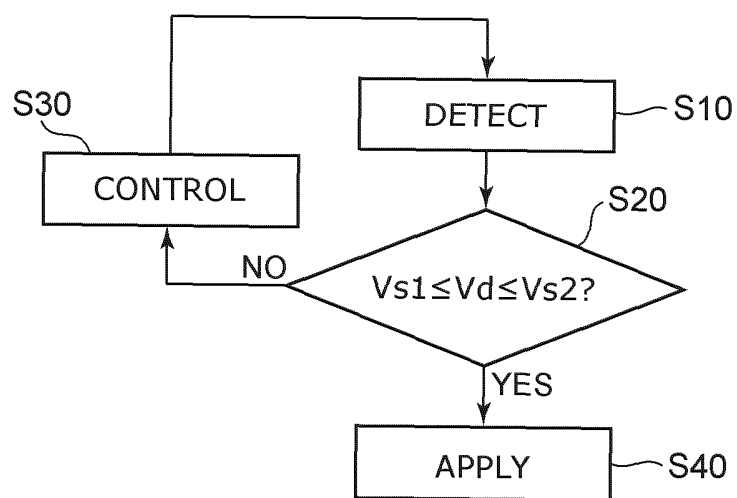 DETECT
S10
S30
CONTROL
S20
Vs1≤Vd≤Vs2?
NO
YES
APPLY
S40